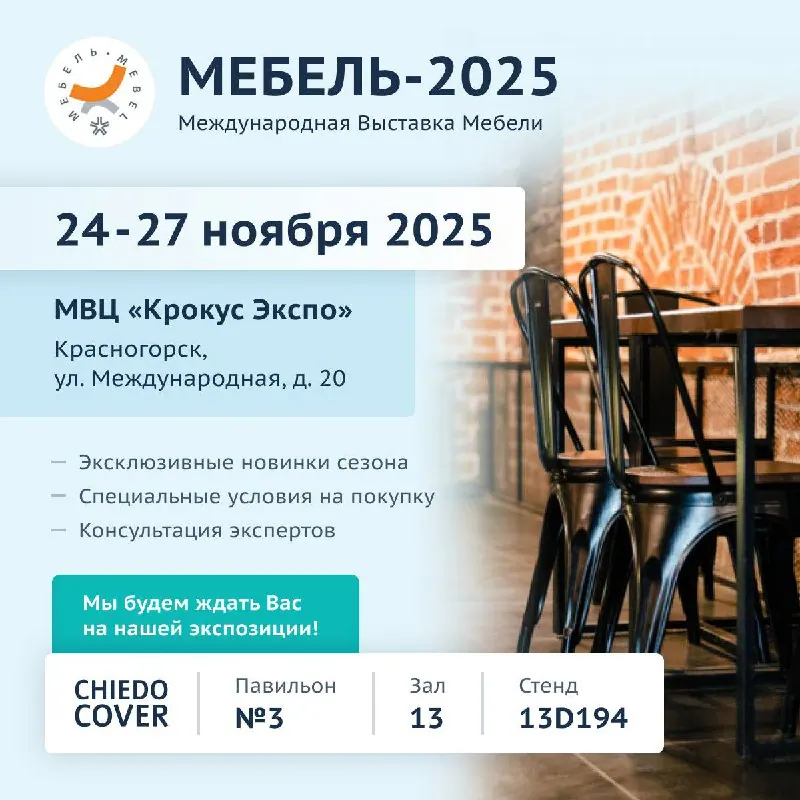 МЕБЕЛЬ · MEBEL
МЕБЕЛЬ-2025
Международная Выставка Мебели
24-27 ноября 2025
МВЦ «Крокус Экспо»
Красногорск,
ул. Международная, д. 20
— Эксклюзивные новинки сезона
— Специальные условия на покупку
— Консультация экспертов
Мы будем ждать Вас
на нашей экспозиции!
CHIEDO
COVER
Павильон
№3
Зал
13
Стенд
13D194